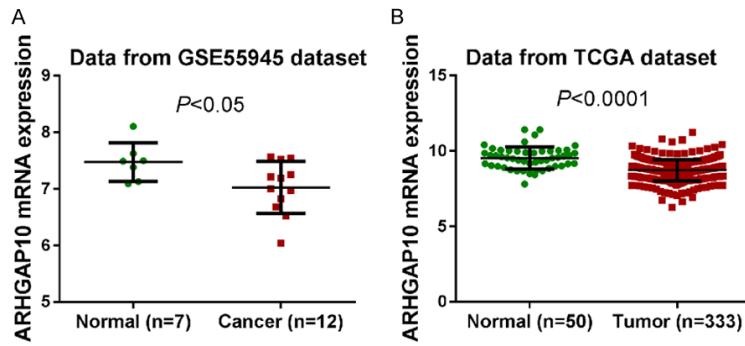 A
Data from GSE55945 dataset
P<0.05
ARHGAP10 mRNA expression
9
8
7
6
5
Normal (n=7)
Cancer (n=12)
B
Data from TCGA dataset
P<0.0001
ARHGAP10 mRNA expression
15
10
5
0
Normal (n=50)
Tumor (n=333)